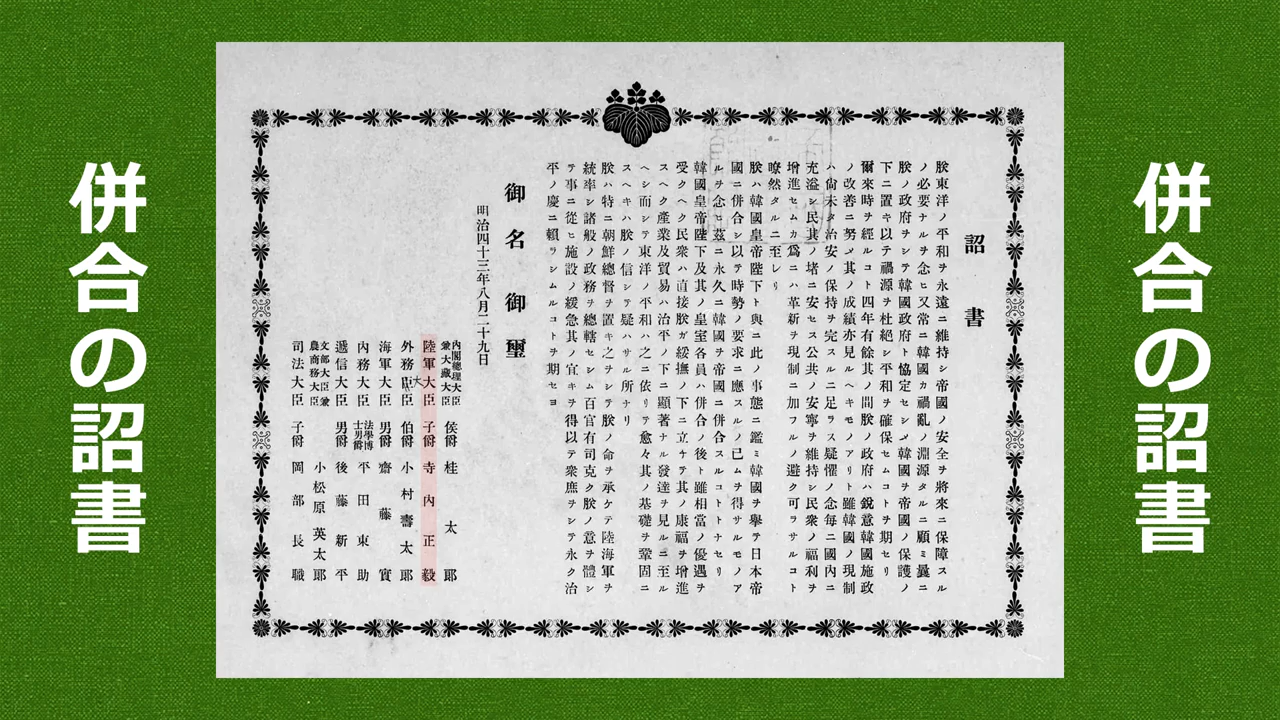 併合の詔書
詔書
朕東洋ノ平和ヲ永遠ニ維持シ帝國ノ安全ヲ將來ニ保障スル
ノ必要ナルヲ念ヒ又常ニ韓國カ禍亂ノ淵源タルニ顧ミ曩ニ
朕ノ政府ヲシテ韓國政府ト協定セシメ韓國ヲ帝國ノ保護ノ
下ニ置キ以テ禍源ヲ杜絶シ平和ヲ確保セムコトヲ期セリ
爾來時ヲ經ルコト四年有餘其ノ間朕ノ政府ハ銳意韓國施政
ノ改善ニ努メ其ノ成績亦見ルヘキモノアリト雖韓國ノ現制
ハ尚未タ治安ノ保持ヲ完スルニ足ラス疑懼ノ念每ニ國內ニ
充溢シ民其ノ堵ニ安セス公共ノ安寧ヲ維持シ民衆ノ福利ヲ
增進セムカ爲ニハ革新ヲ現制ニ加フルノ避ク可ラサルコト
瞭然タルニ至レリ
朕ハ韓國皇帝陛下ト與ニ此ノ事態ニ鑑ミ韓國ヲ擧テ日本帝
國ニ併合シ以テ時勢ノ要求ニ應スルノ已ムヲ得サルモノア
ルヲ念ヒ茲ニ永久ニ韓國ヲ帝國ニ併合スルコトトナセリ
韓國皇帝陛下及其ノ皇室各員ハ併合ノ後ト雖相當ノ優遇ヲ
受クヘク民衆ハ直接朕カ綏撫ノ下ニ立チテ其ノ康福ヲ增進
スヘク產業及貿易ハ治平ノ下ニ顯著ナル發達ヲ見ルニ至ル
ヘシ而シテ東洋ノ平和ハ之ニ依リテ愈々其ノ基礎ヲ鞏固ニ
スヘキハ朕ノ信シテ疑ハサル所ナリ
朕ハ特ニ朝鮮總督ヲ置キ之ヲシテ朕ノ命ヲ承ケテ陸海軍ヲ
統率シ諸般ノ政務ヲ總轄セシム百官有司克ク朕ノ意ヲ體シ
テ事ニ從ヒ施設ノ緩急其ノ宜キヲ得以テ衆庶ヲシテ永ク治
平ノ慶ニ賴ラシムルコトヲ期セヨ
御名御璽
明治四十三年八月二十九日
內閣總理大臣兼大藏大臣 侯爵 桂太郞
陸軍大臣 子爵 寺內正毅
外務大臣 伯爵 小村壽太郞
海軍大臣 男爵 齋藤實
內務大臣 法學博士男爵 平田東助
遞信大臣 男爵 後藤新平
文部大臣兼農商務大臣 小松原英太郞
司法大臣 子爵 岡部長職
併合の詔書